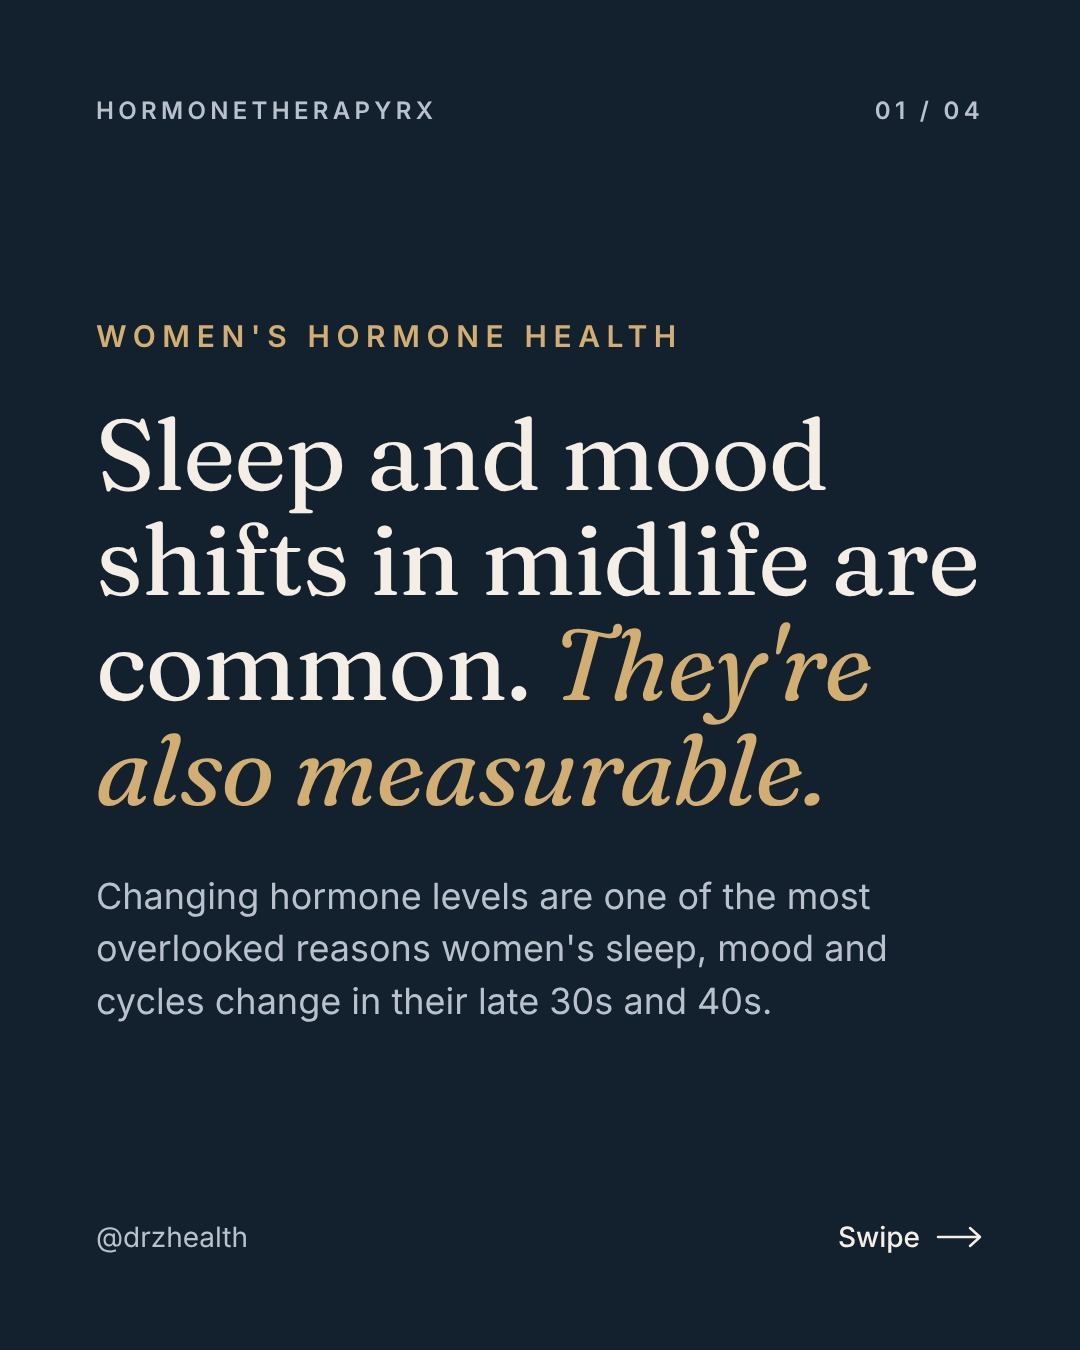 HORMONETHERAPYRX
01 / 04
WOMEN'S HORMONE HEALTH
Sleep and mood
shifts in midlife are
common. They're
also measurable.
Changing hormone levels are one of the most
overlooked reasons women's sleep, mood and
cycles change in their late 30s and 40s.
@drzhealth
Swipe →